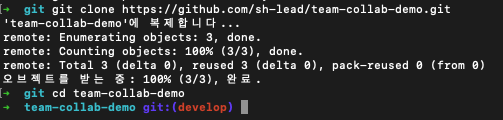 ➜  git git clone https://github.com/sh-lead/team-collab-demo.git
'team-collab-demo'에 복제합니다...
remote: Enumerating objects: 3, done.
remote: Counting objects: 100% (3/3), done.
remote: Total 3 (delta 0), reused 3 (delta 0), pack-reused 0 (from 0)
오브젝트를 받는 중: 100% (3/3), 완료.
➜  git cd team-collab-demo
➜  team-collab-demo git:(develop)